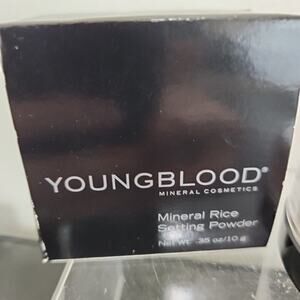 YOUNGBLOOD®
MINERAL COSMETICS
Mineral Rice
Setting Powder
Net Wt. .35 oz/10 g